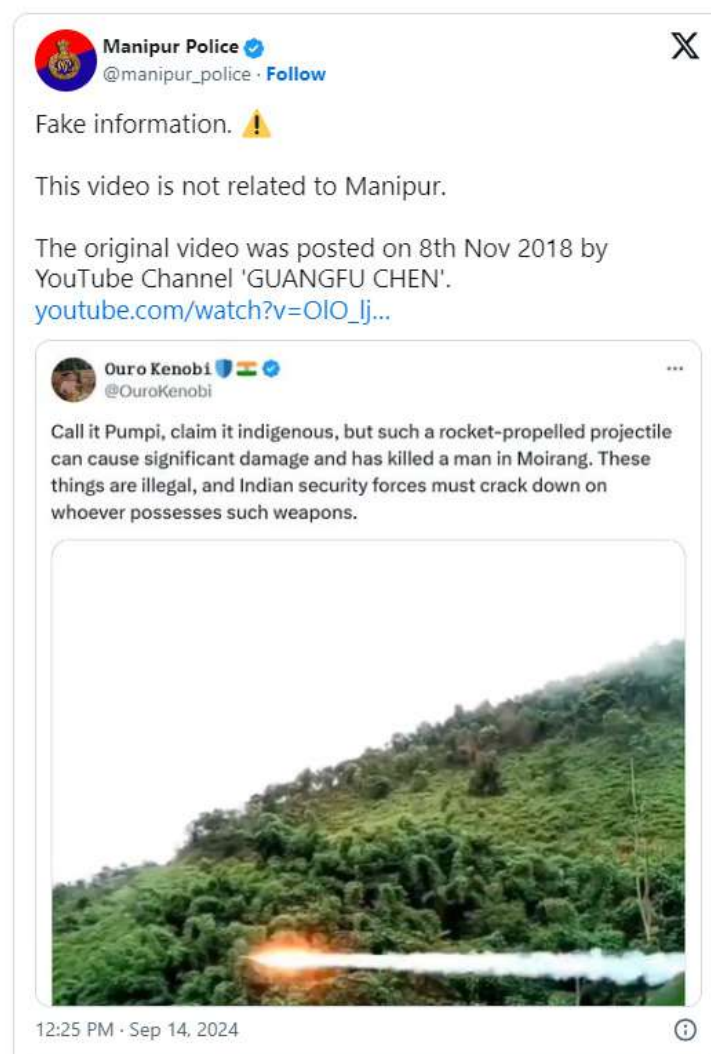 Manipur Police
@manipur_police · Follow
Fake information. ⚠️
This video is not related to Manipur.
The original video was posted on 8th Nov 2018 by
YouTube Channel 'GUANGFU CHEN'.
youtube.com/watch?v=OlO_lj...
Ouro Kenobi
@OuroKenobi
Call it Pumpi, claim it indigenous, but such a rocket-propelled projectile
can cause significant damage and has killed a man in Moirang. These
things are illegal, and Indian security forces must crack down on
whoever possesses such weapons.
12:25 PM · Sep 14, 2024